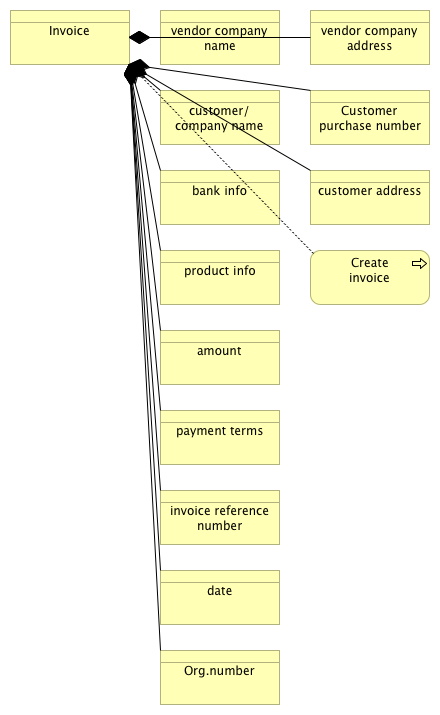 Invoice
vendor company
name
vendor company
address
customer/
company name
Customer
purchase number
bank info
customer address
product info
Create
invoice
amount
payment terms
invoice reference
number
date
Org.number